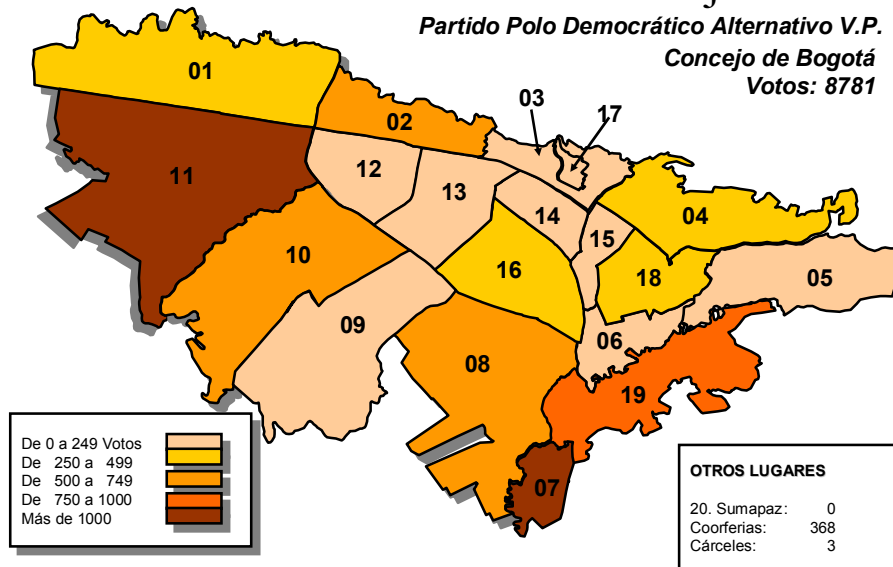 Partido Polo Democrático Alternativo V.P.
Concejo de Bogotá
Votos: 8781
01
02
03
17
11
12
13
14
15
04
10
16
18
05
09
08
06
19
07
De 0 a 249 Votos
De 250 a 499
De 500 a 749
De 750 a 1000
Más de 1000
OTROS LUGARES
20. Sumapaz: 0
Coorferias: 368
Cárceles: 3